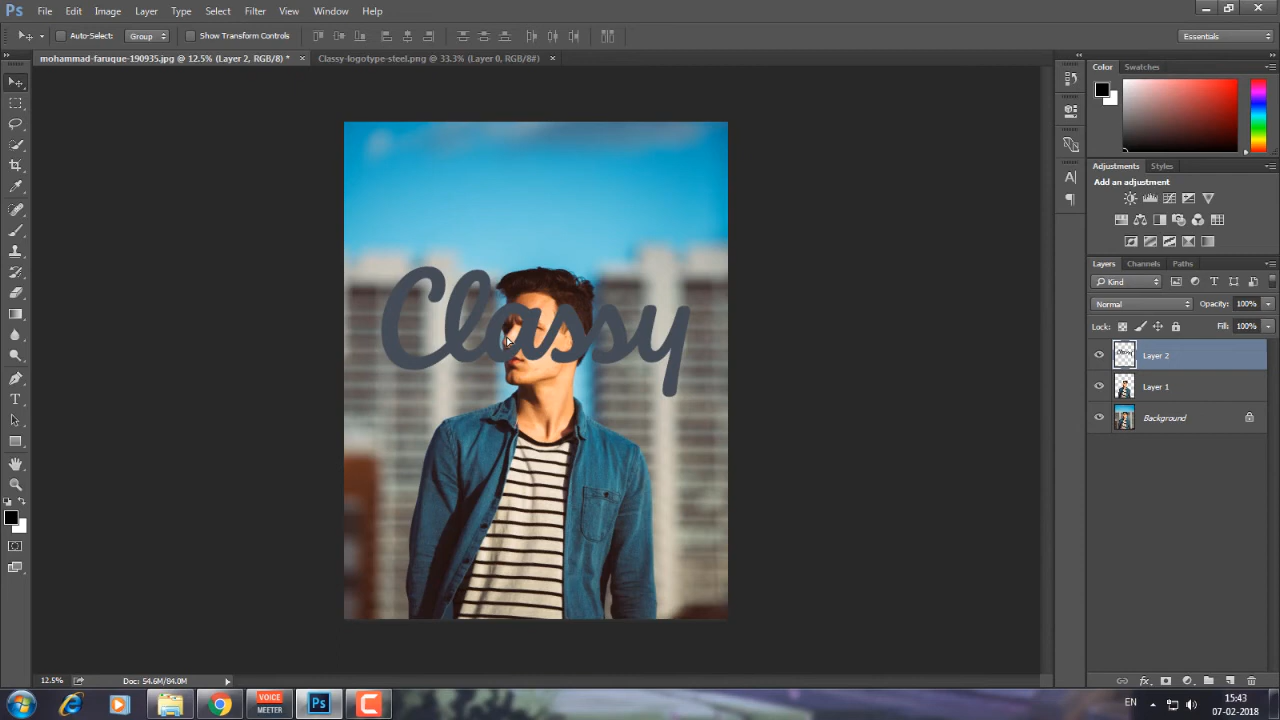 Ps File Edit Image Layer Type Select Filter View Window Help
Auto-Select: Group Show Transform Controls Essentials
mohammad-faruque-190935.jpg @ 12.5% (Layer 2, RGB/8) * × Classy-logotype-steel.png @ 33.3% (Layer 0, RGB/8#) ×
Color Swatches
Adjustments Styles
Add an adjustment
Layers Channels Paths
Kind
Normal Opacity: 100%
Lock: Fill: 100%
Layer 2
Layer 1
Background
Classy
12.5% Doc: 54.6M/84.0M
VOICE
MEETER
Ps
EN
15:43
07-02-2018